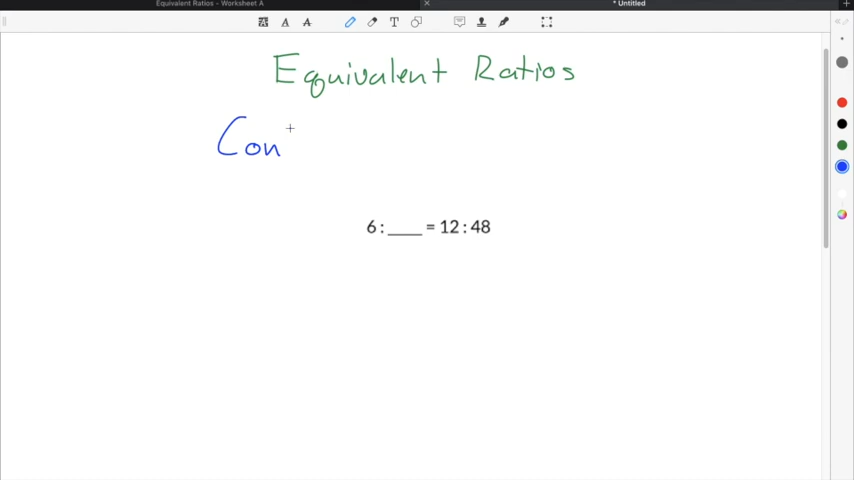 Equivalent Ratios - Worksheet A
* Untitled
Equivalent Ratios
Con
6 : ____ = 12 : 48